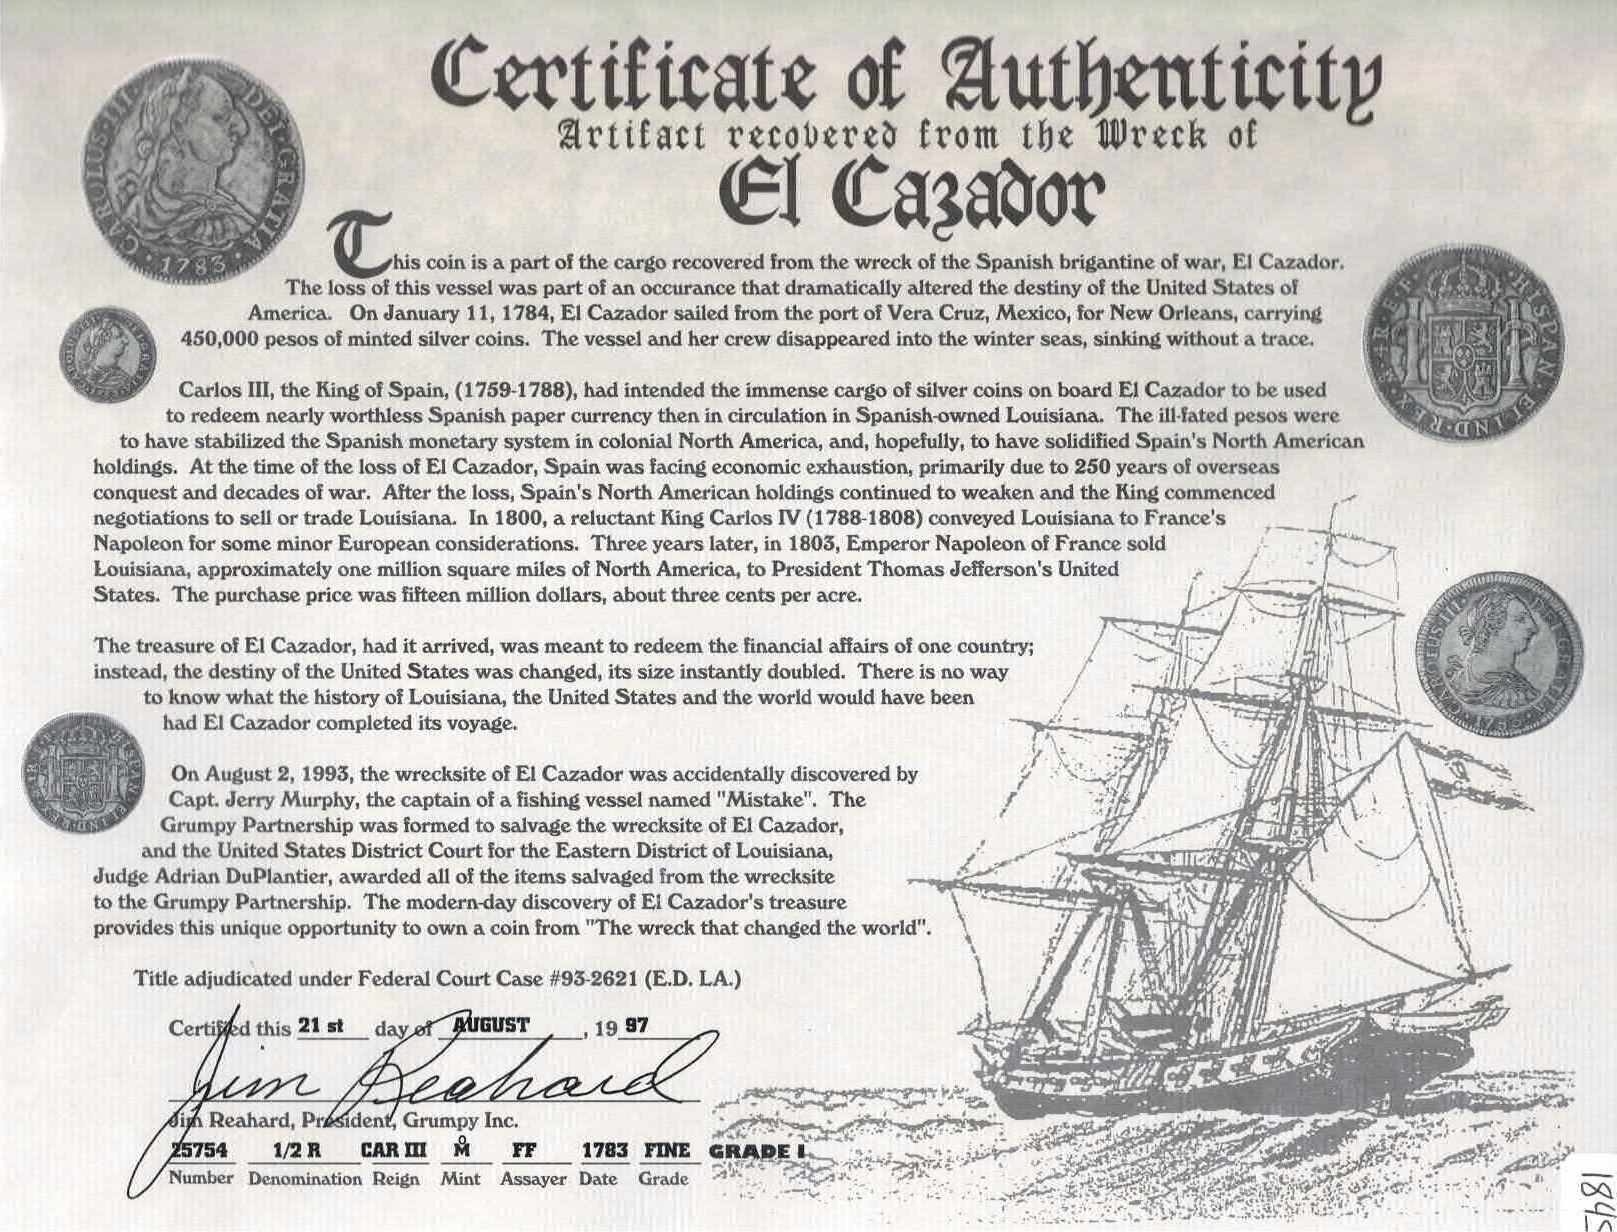 Certificate of Authenticity
Artifact recovered from the Wreck of
El Cazador
This coin is a part of the cargo recovered from the wreck of the Spanish brigantine of war, El Cazador.
The loss of this vessel was part of an occurance that dramatically altered the destiny of the United States of
America. On January 11, 1784, El Cazador sailed from the port of Vera Cruz, Mexico, for New Orleans, carrying
450,000 pesos of minted silver coins. The vessel and her crew disappeared into the winter seas, sinking without a trace.
Carlos III, the King of Spain, (1759-1788), had intended the immense cargo of silver coins on board El Cazador to be used
to redeem nearly worthless Spanish paper currency then in circulation in Spanish-owned Louisiana. The ill-fated pesos were
to have stabilized the Spanish monetary system in colonial North America, and, hopefully, to have solidified Spain's North American
holdings. At the time of the loss of El Cazador, Spain was facing economic exhaustion, primarily due to 250 years of overseas
conquest and decades of war. After the loss, Spain's North American holdings continued to weaken and the King commenced
negotiations to sell or trade Louisiana. In 1800, a reluctant King Carlos IV (1788-1808) conveyed Louisiana to France's
Napoleon for some minor European considerations. Three years later, in 1803, Emperor Napoleon of France sold
Louisiana, approximately one million square miles of North America, to President Thomas Jefferson's United
States. The purchase price was fifteen million dollars, about three cents per acre.
The treasure of El Cazador, had it arrived, was meant to redeem the financial affairs of one country;
instead, the destiny of the United States was changed, its size instantly doubled. There is no way
to know what the history of Louisiana, the United States and the world would have been
had El Cazador completed its voyage.
On August 2, 1993, the wrecksite of El Cazador was accidentally discovered by
Capt. Jerry Murphy, the captain of a fishing vessel named "Mistake". The
Grumpy Partnership was formed to salvage the wrecksite of El Cazador,
and the United States District Court for the Eastern District of Louisiana,
Judge Adrian DuPlantier, awarded all of the items salvaged from the wrecksite
to the Grumpy Partnership. The modern-day discovery of El Cazador's treasure
provides this unique opportunity to own a coin from "The wreck that changed the world".
Title adjudicated under Federal Court Case #93-2621 (E.D. LA.)
Certified this 21 st day of AUGUST, 19 97
Jim Reahard
Jim Reahard, President, Grumpy Inc.
25754 1/2 R CAR III M̊ FF 1783 FINE GRADE I
Number Denomination Reign Mint Assayer Date Grade
CAROLUS·III· DEI·GRATIA ·1783·
·HISPAN·ET IND·REX·
CAROLUS·III· DEI·GRATIA ·1783·
1845